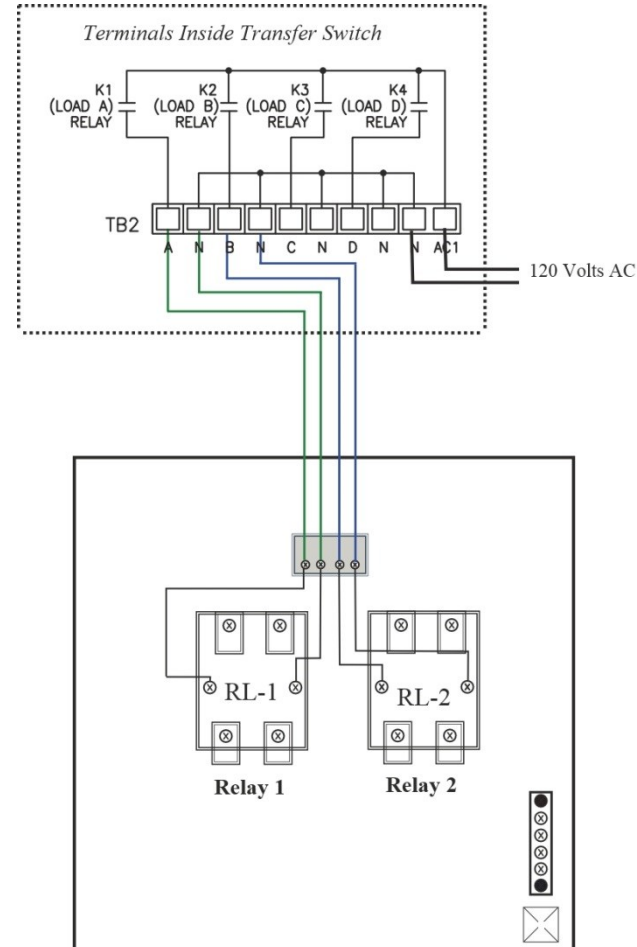 Terminals Inside Transfer Switch
K1
(LOAD A)
RELAY
K2
(LOAD B)
RELAY
K3
(LOAD C)
RELAY
K4
(LOAD D)
RELAY
TB2
A N B N C N D N N AC1
120 Volts AC
RL-1
RL-2
Relay 1
Relay 2